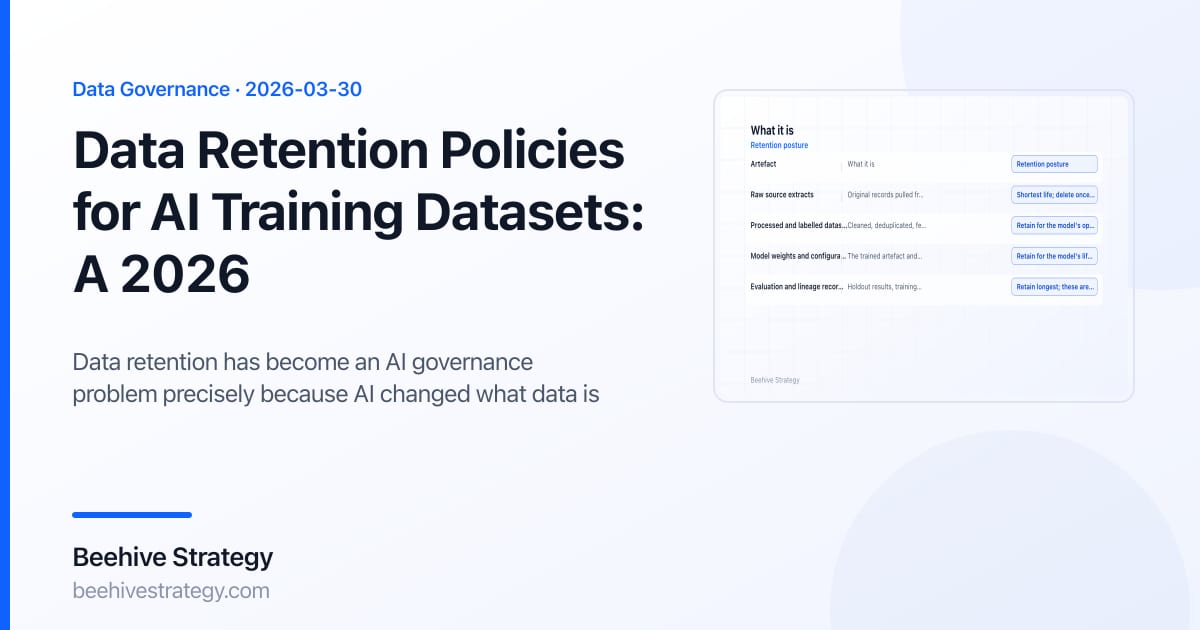 Data Governance · 2026-03-30
Data Retention Policies
for AI Training Datasets:
A 2026
Data retention has become an AI governance
problem precisely because AI changed what data is
Beehive Strategy
beehivestrategy.com
What it is
Retention posture
Artefact What it is Retention posture
Raw source extracts Original records pulled fr... Shortest life; delete once...
Processed and labelled datas... Cleaned, deduplicated, fe... Retain for the model's op...
Model weights and configura... The trained artefact and... Retain for the model's lif...
Evaluation and lineage recor... Holdout results, training... Retain longest; these are...
Beehive Strategy